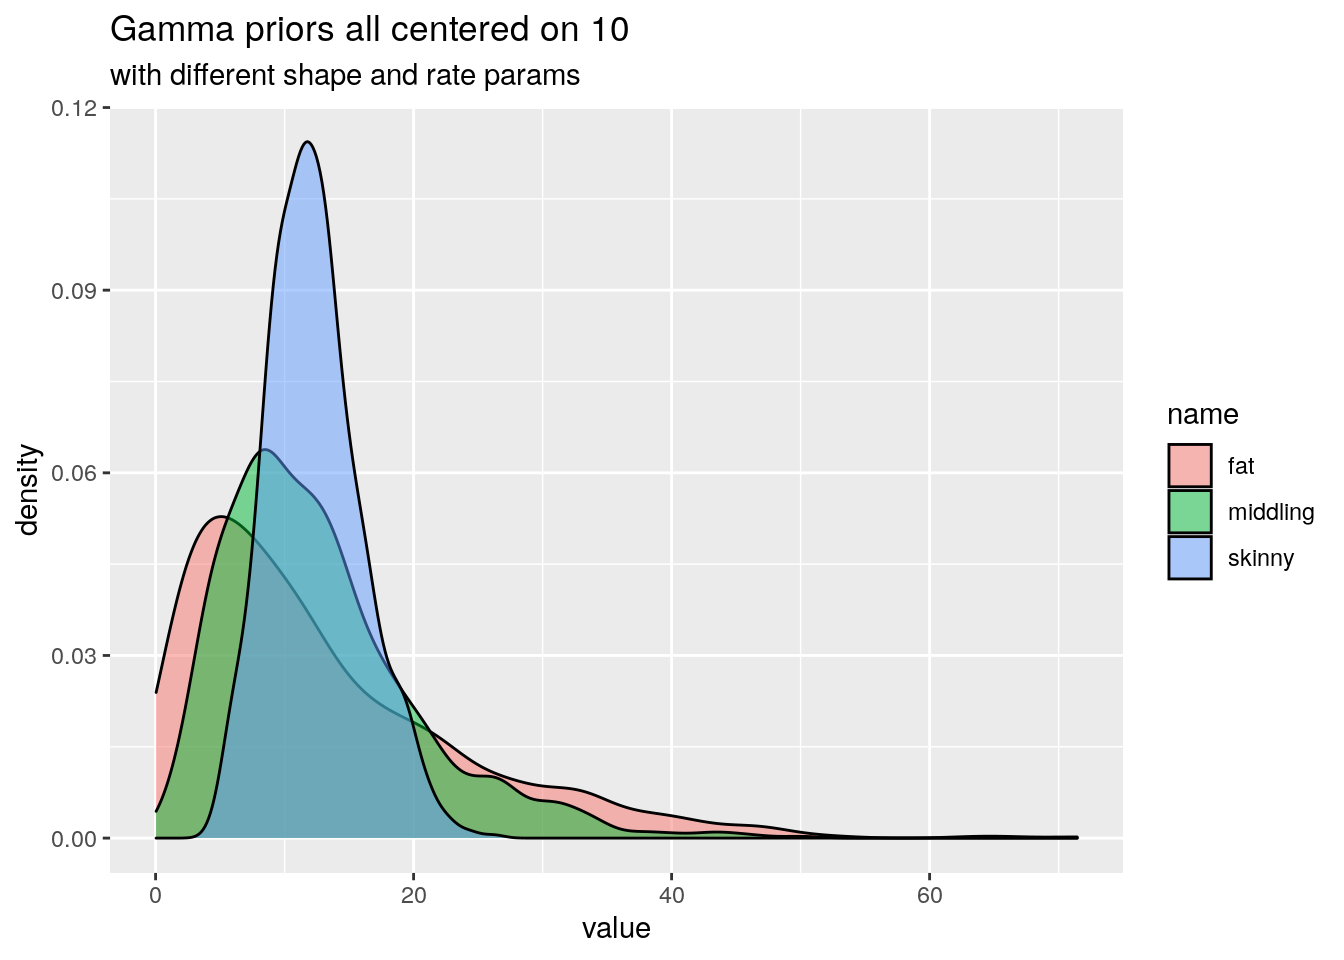 Gamma priors all centered on 10
with different shape and rate params
0.12
0.09
0.06
0.03
0.00
density
0
20
40
60
value
name
fat
middling
skinny